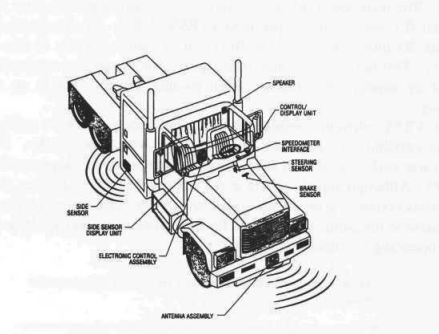 SPEAKER
CONTROL/
DISPLAY UNIT
SPEEDOMETER
INTERFACE
STEERING
SENSOR
BRAKE
SENSOR
SIDE
SENSOR
SIDE SENSOR
DISPLAY UNIT
ELECTRONIC CONTROL
ASSEMBLY
ANTENNA ASSEMBLY